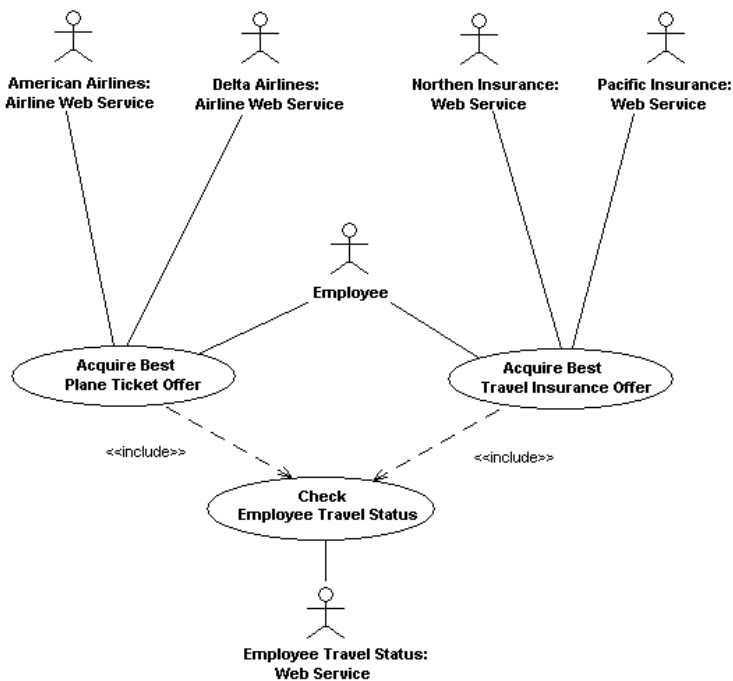 American Airlines:
Airline Web Service
Delta Airlines:
Airline Web Service
Northen Insurance:
Web Service
Pacific Insurance:
Web Service
Employee
Acquire Best
Plane Ticket Offer
Acquire Best
Travel Insurance Offer
<<include>>
<<include>>
Check
Employee Travel Status
Employee Travel Status:
Web Service